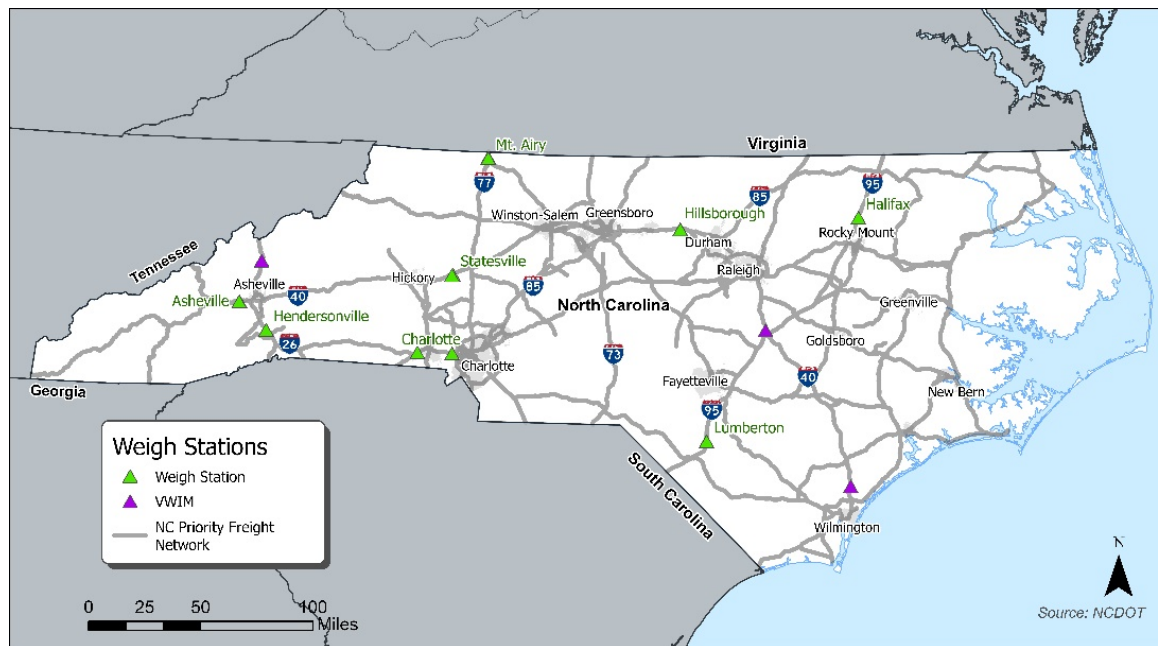 Mt. Airy
Virginia
77
85
95
Halifax
Winston-Salem
Greensboro
Hillsborough
Rocky Mount
Durham
Tennessee
Asheville
Statesville
Hickory
Raleigh
40
85
Asheville
North Carolina
Greenville
Hendersonville
26
Charlotte
Charlotte
73
Goldsboro
Fayetteville
40
New Bern
Georgia
95
Lumberton
South Carolina
Wilmington
Weigh Stations
Weigh Station
VWIM
NC Priority Freight
Network
0 25 50 100
Miles
N
Source: NCDOT